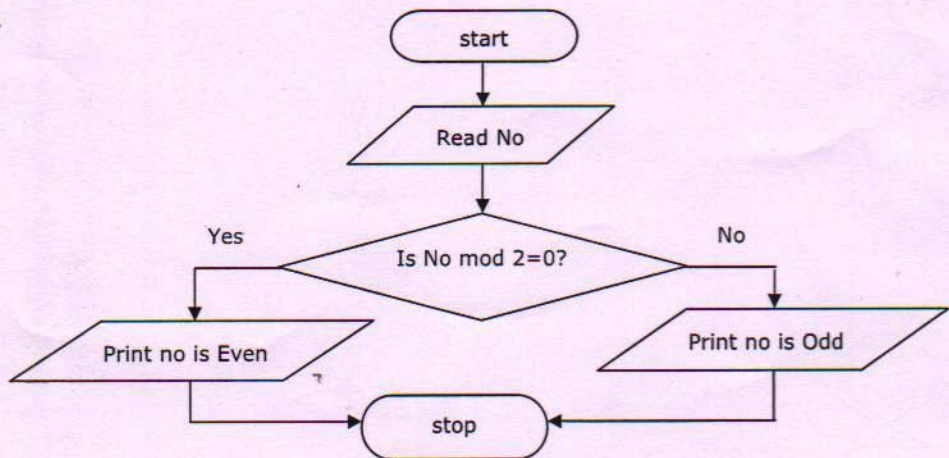 start
Read No
Is No mod 2=0?
Yes
No
Print no is Even
Print no is Odd
stop